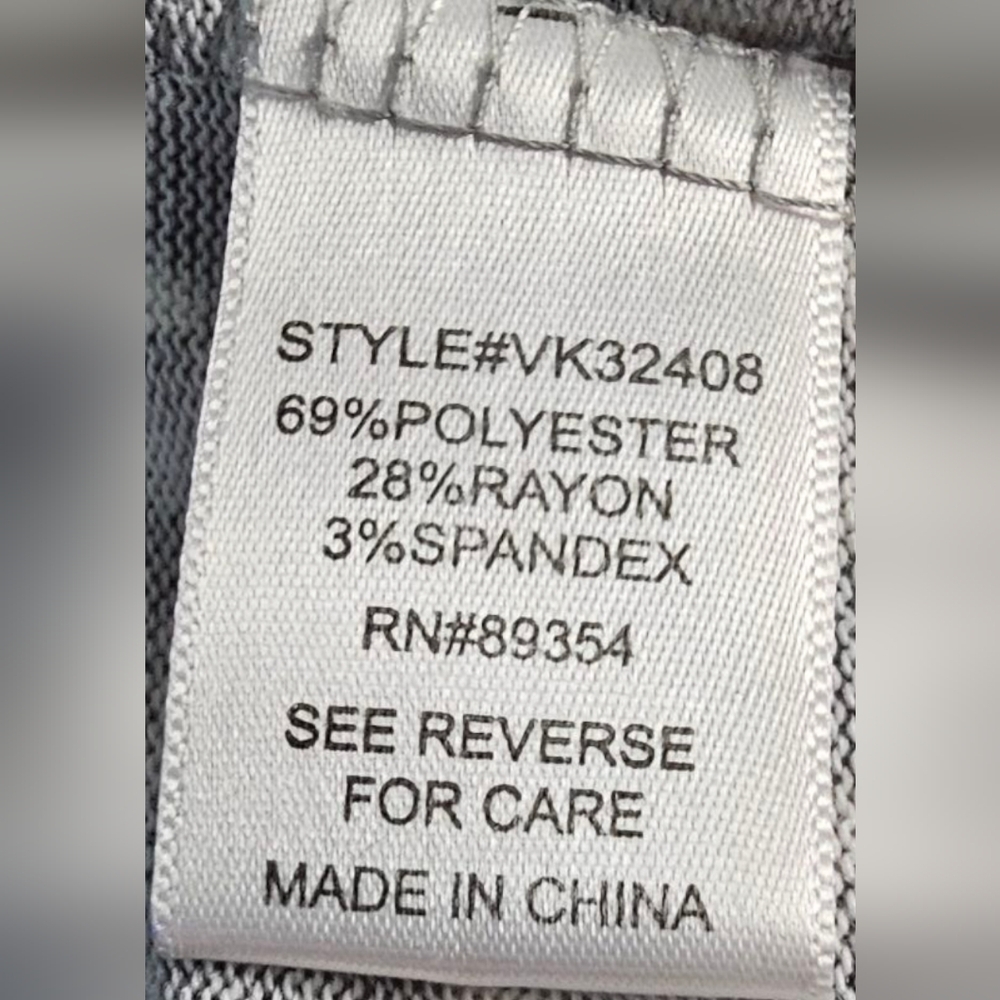 STYLE#VK32408
69%POLYESTER
28%RAYON
3%SPANDEX
RN#89354
SEE REVERSE
FOR CARE
MADE IN CHINA